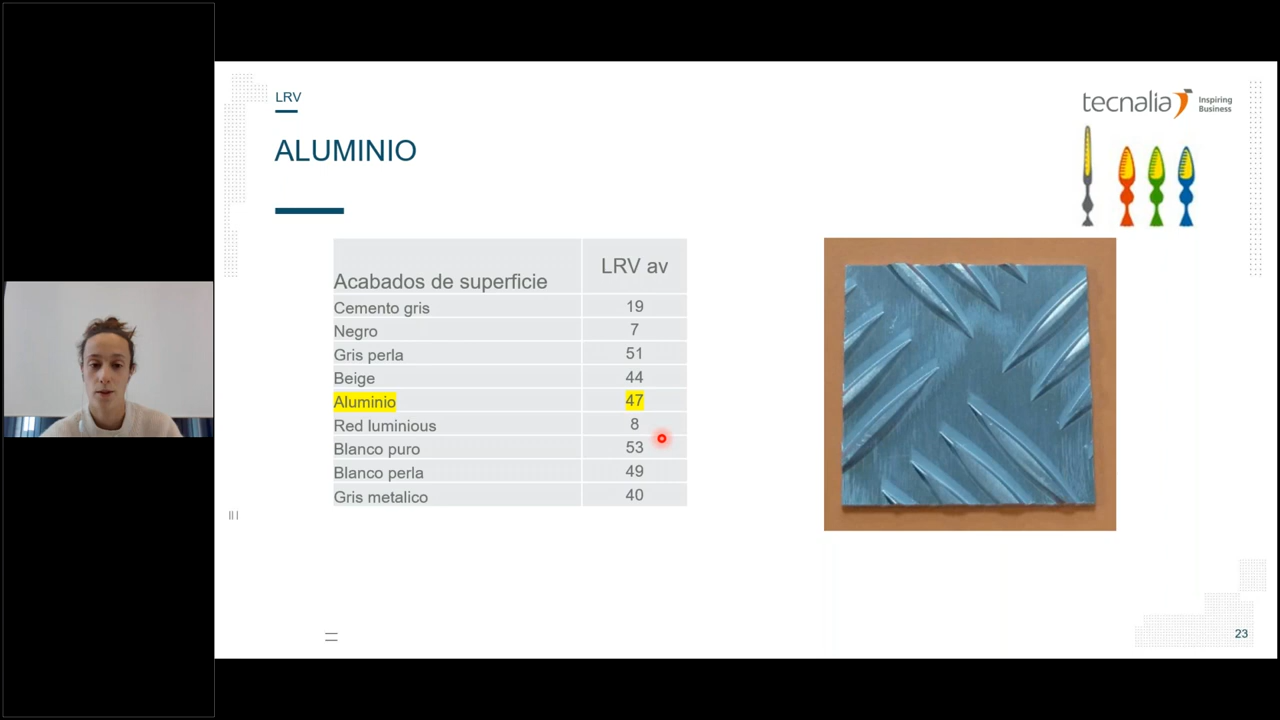 LRV
tecnalia Inspiring
Business
ALUMINIO
Acabados de superficie LRV av
Cemento gris 19
Negro 7
Gris perla 51
Beige 44
Aluminio 47
Red luminious 8
Blanco puro 53
Blanco perla 49
Gris metalico 40
23